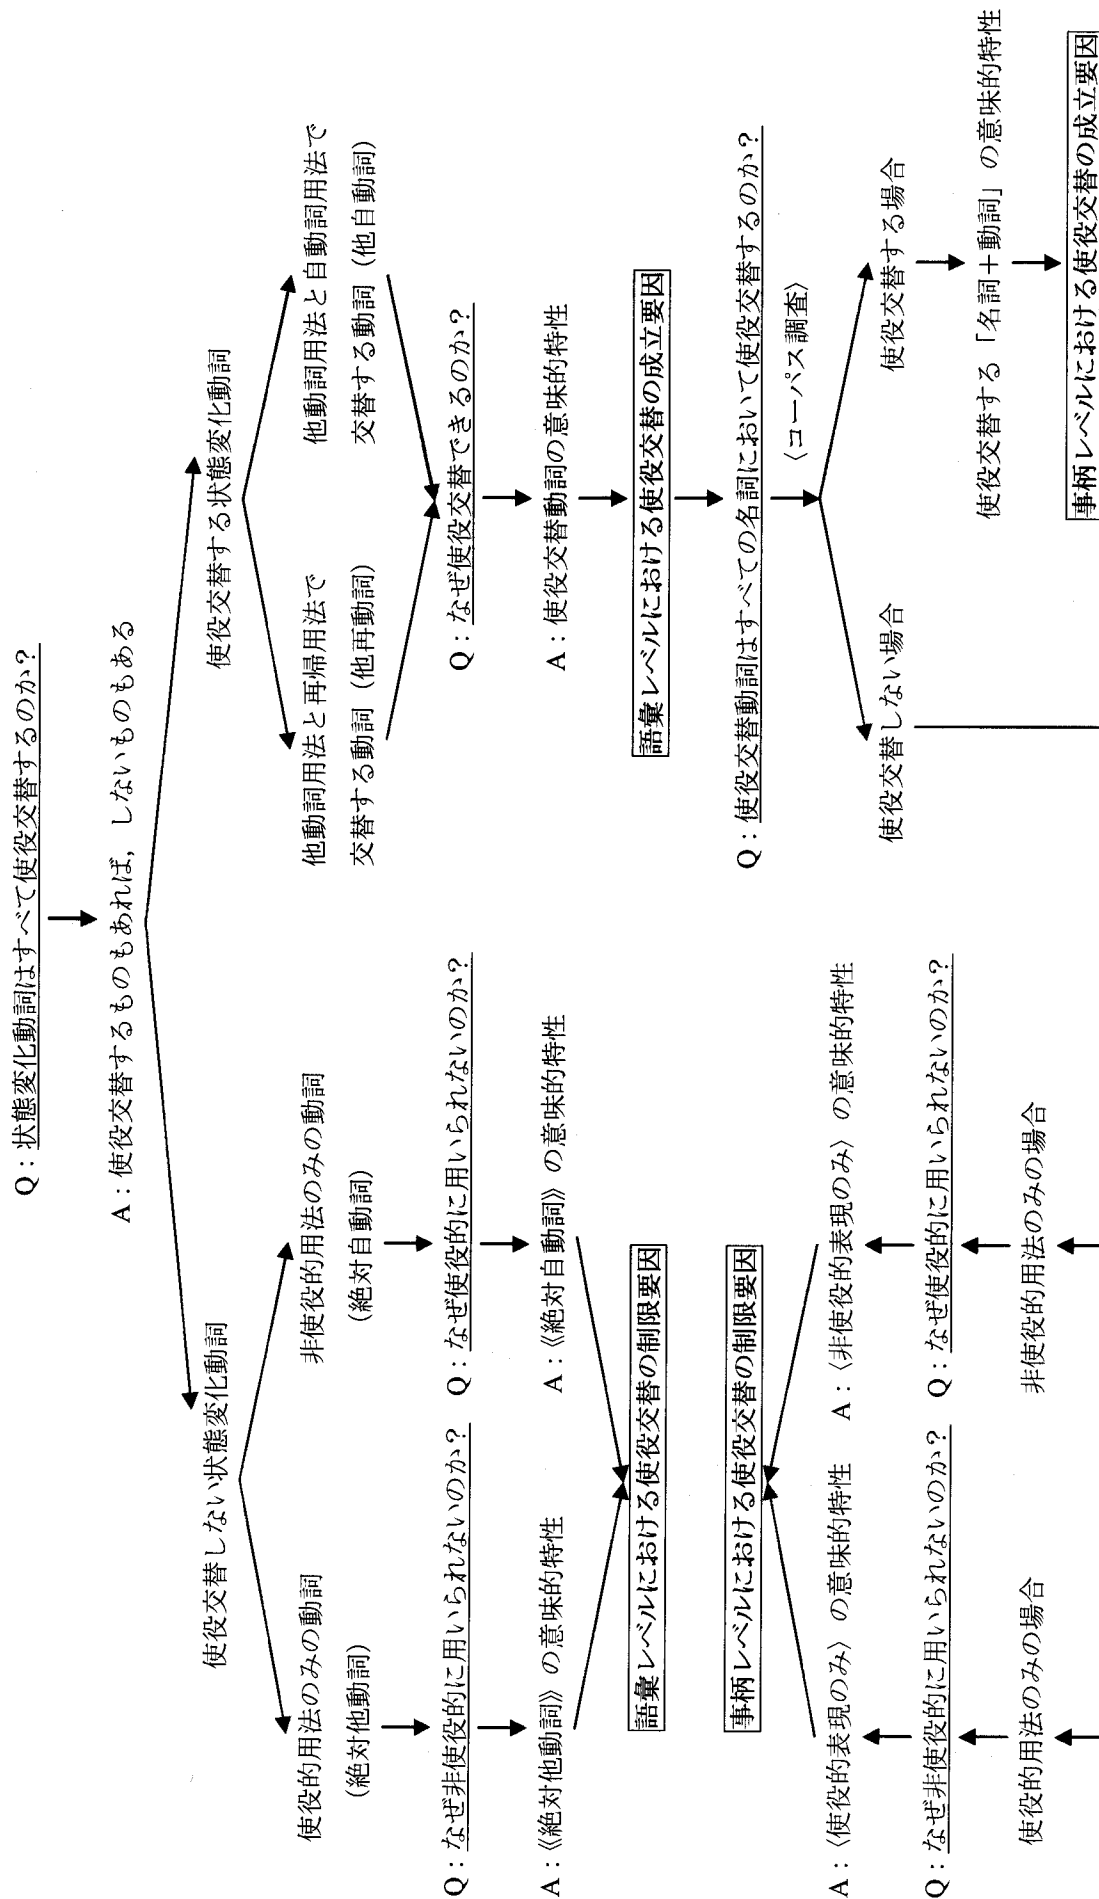 Q：状態変化動詞はすべて使役交替するのか？
A：使役交替するものもあれば，しないものもある
使役交替しない状態変化動詞
使役交替する状態変化動詞
使役的用法のみの動詞
（絶対他動詞）
非使役的用法のみの動詞
（絶対自動詞）
他動詞用法と再帰用法で
交替する動詞（他再動詞）
他動詞用法と自動詞用法で
交替する動詞（他自動詞）
Q：なぜ非使役的に用いられないのか？
Q：なぜ使役的に用いられないのか？
Q：なぜ使役交替できるのか？
A：《絶対他動詞》の意味的特性
A：《絶対自動詞》の意味的特性
A：使役交替動詞の意味的特性
語彙レベルにおける使役交替の制限要因
語彙レベルにおける使役交替の成立要因
事柄レベルにおける使役交替の制限要因
Q：使役交替動詞はすべての名詞において使役交替するのか？
〈コーパス調査〉
A：〈使役的表現のみ〉の意味的特性
A：〈非使役的表現のみ〉の意味的特性
使役交替しない場合
使役交替する場合
Q：なぜ非使役的に用いられないのか？
Q：なぜ使役的に用いられないのか？
使役交替する「名詞＋動詞」の意味的特性
使役的用法のみの場合
非使役的用法のみの場合
事柄レベルにおける使役交替の成立要因